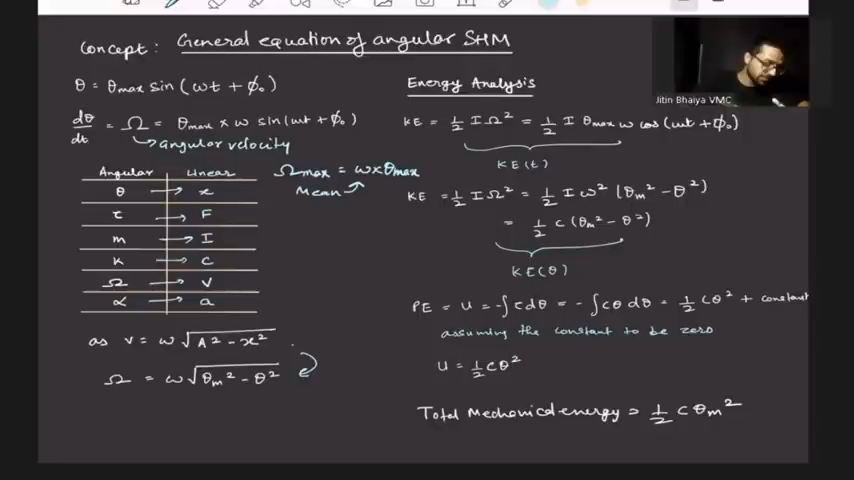 Concept: General equation of angular SHM
θ = θmax sin(ωt + φ₀)
dθ/dt = Ω = θmax × ω sin(ωt + φ₀)
→ angular velocity
Angular Linear
θ → x
τ → F
m → I
K → C
Ω → V
α → a
Ωmax = ω×θmax
Mean
as v = ω√(A² - x²)
Ω = ω√(θm² - θ²)
Jitin Bhaiya VMC
Energy Analysis
KE = 1/2 I Ω² = 1/2 I θmax ω cos(ωt + φ₀)
KE(t)
KE = 1/2 I Ω² = 1/2 I ω² (θm² - θ²)
= 1/2 C (θm² - θ²)
KE(θ)
PE = U = -∫τdθ = -∫Cθ dθ = 1/2 Cθ² + constant
assuming the constant to be zero
U = 1/2 Cθ²
Total Mechanical energy = 1/2 C θm²